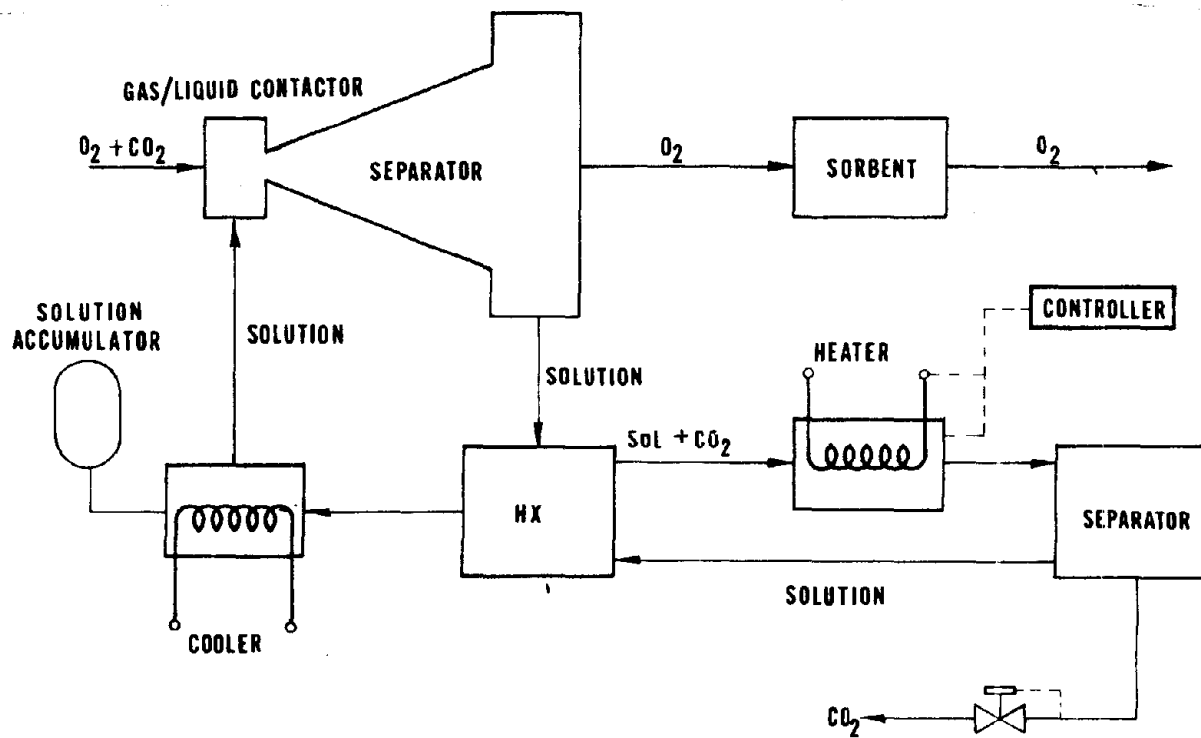 GAS/LIQUID CONTACTOR
O2 + CO2
SEPARATOR
O2
SORBENT
O2
SOLUTION
ACCUMULATOR
SOLUTION
SOLUTION
HEATER
CONTROLLER
SOL + CO2
HX
SEPARATOR
SOLUTION
COOLER
CO2